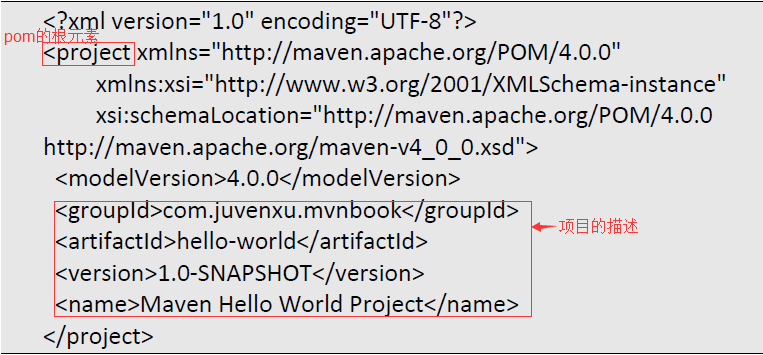 <?xml version="1.0" encoding="UTF-8"?>
pom的根元素
<project xmlns="http://maven.apache.org/POM/4.0.0"
xmlns:xsi="http://www.w3.org/2001/XMLSchema-instance"
xsi:schemaLocation="http://maven.apache.org/POM/4.0.0
http://maven.apache.org/maven-v4_0_0.xsd">
<modelVersion>4.0.0</modelVersion>
<groupId>com.juvenxu.mvnbook</groupId>
项目的描述
<artifactId>hello-world</artifactId>
<version>1.0-SNAPSHOT</version>
<name>Maven Hello World Project</name>
</project>